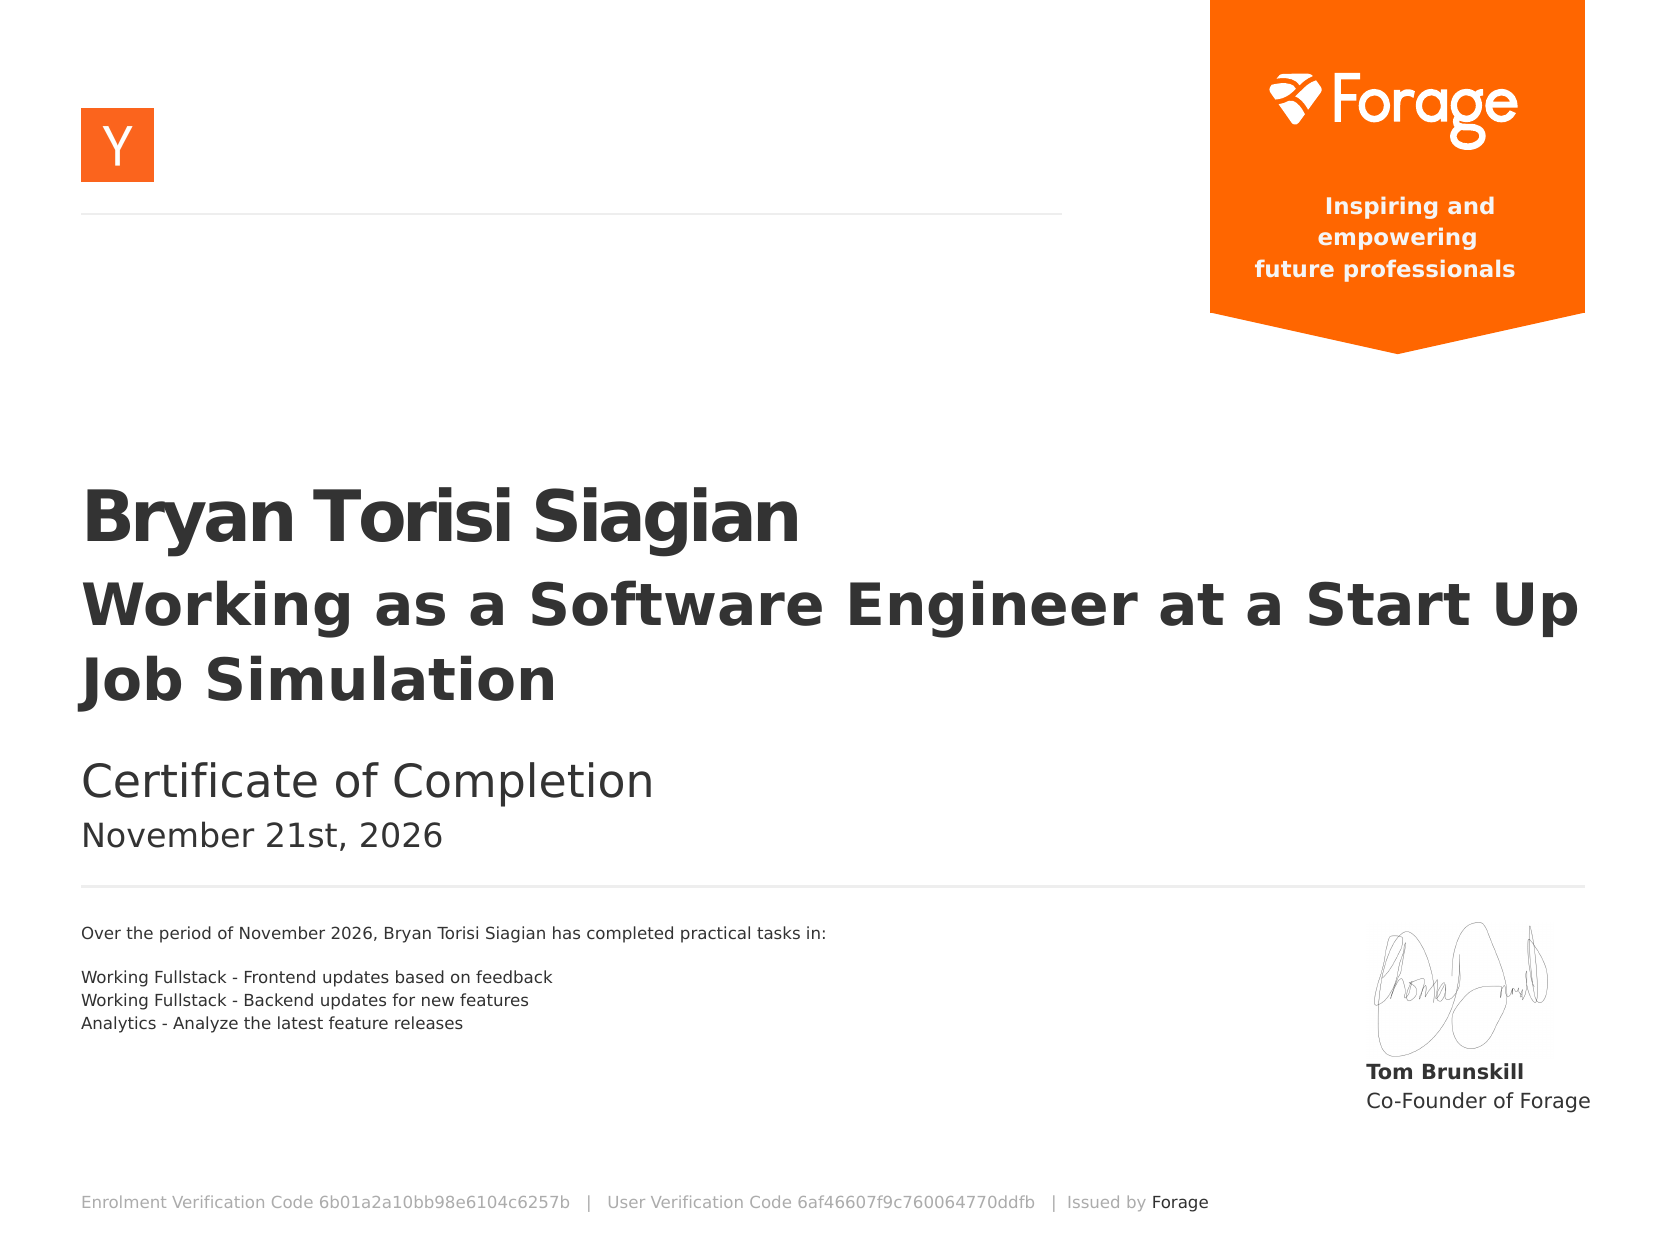 Y
Forage
Inspiring and
empowering
future professionals
Bryan Torisi Siagian
Working as a Software Engineer at a Start Up
Job Simulation
Certificate of Completion
November 21st, 2026
Over the period of November 2026, Bryan Torisi Siagian has completed practical tasks in:
Working Fullstack - Frontend updates based on feedback
Working Fullstack - Backend updates for new features
Analytics - Analyze the latest feature releases
Tom Brunskill
Co-Founder of Forage
Enrolment Verification Code 6b01a2a10bb98e6104c6257b | User Verification Code 6af46607f9c760064770ddfb | Issued by Forage